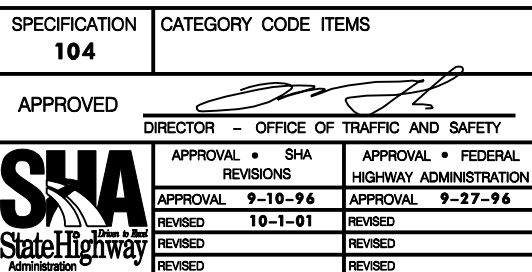 SPECIFICATION
104
CATEGORY CODE ITEMS
APPROVED
DIRECTOR – OFFICE OF TRAFFIC AND SAFETY
SHA
Driven to Excel
StateHighway
Administration
APPROVAL • SHA
REVISIONS
APPROVAL 9-10-96
REVISED 10-1-01
REVISED
REVISED
APPROVAL • FEDERAL
HIGHWAY ADMINISTRATION
APPROVAL 9-27-96
REVISED
REVISED
REVISED